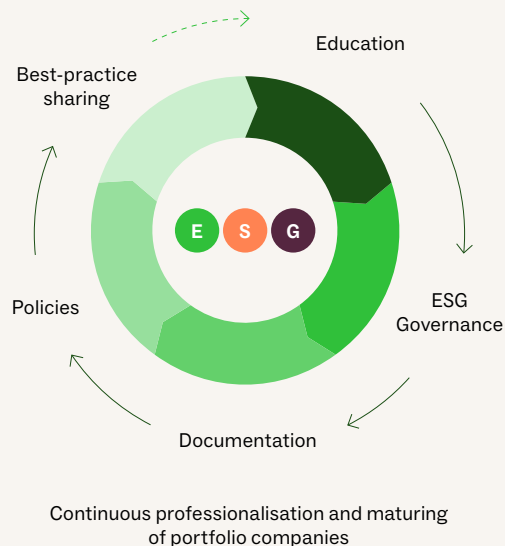 Education
Best-practice
sharing
E S G
Policies
ESG
Governance
Documentation
Continuous professionalisation and maturing
of portfolio companies